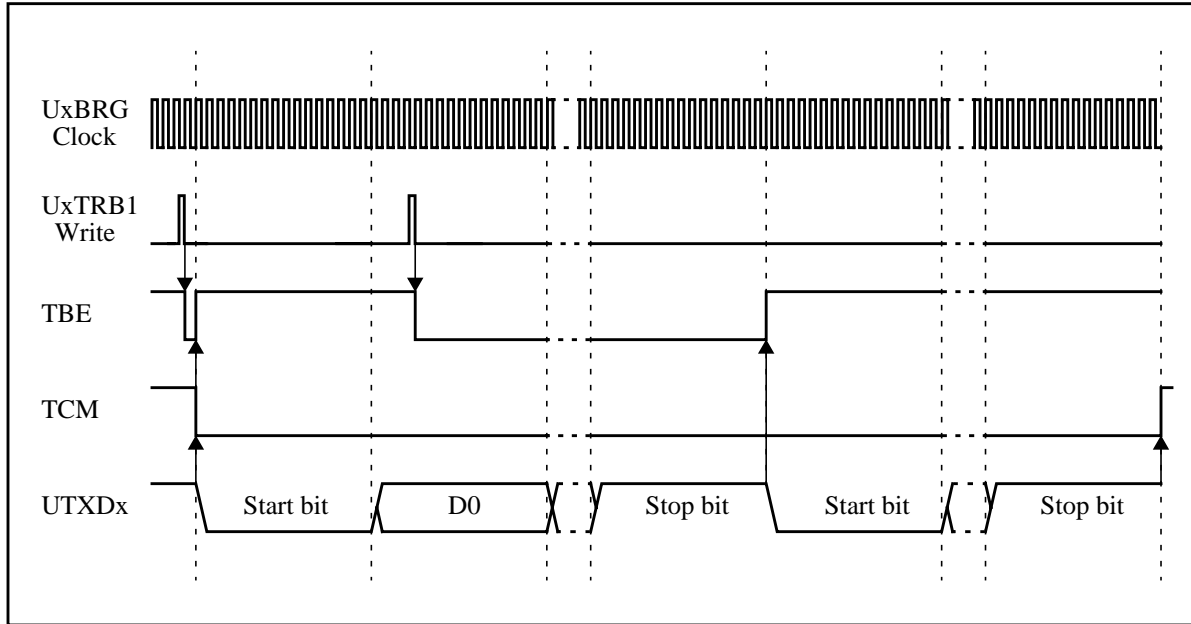 UxBRG
Clock
UxTRB1
Write
TBE
TCM
UTXDx
Start bit
D0
Stop bit
Start bit
Stop bit